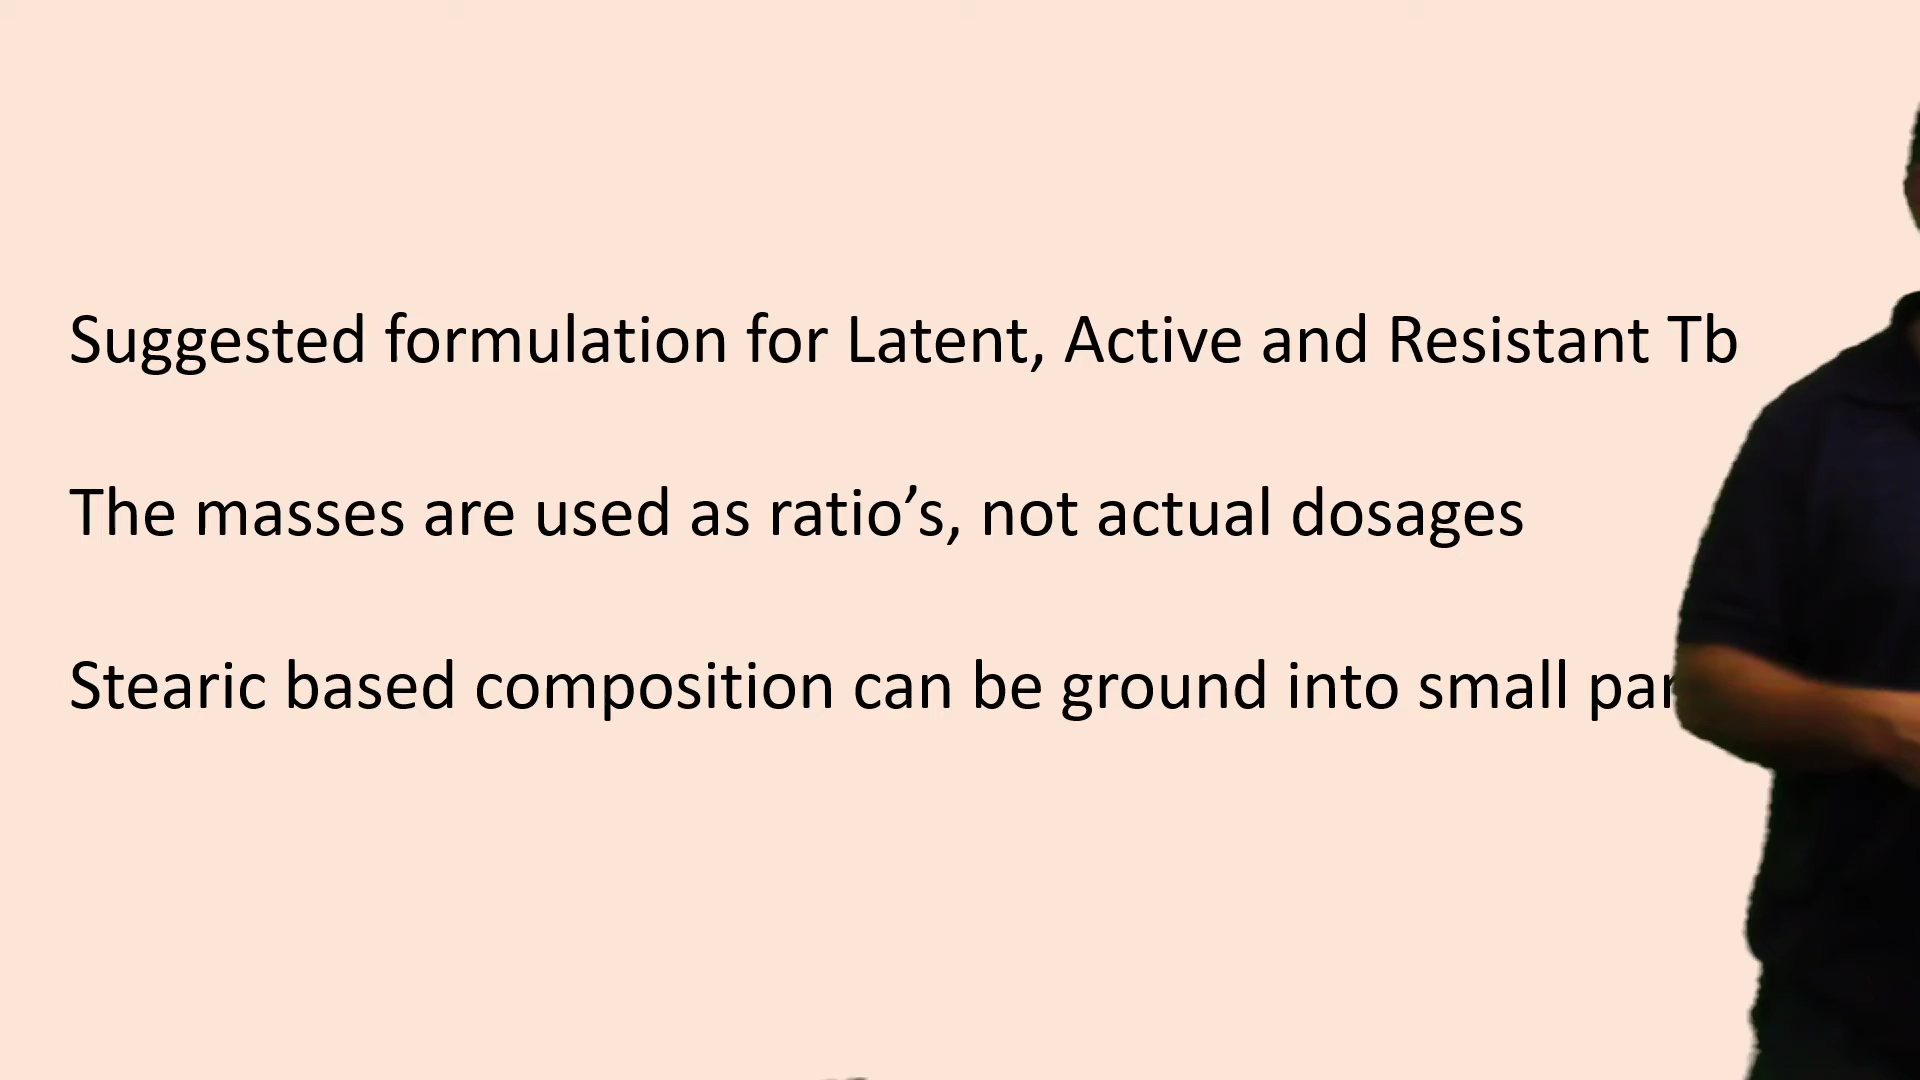 Suggested formulation for Latent, Active and Resistant Tb
The masses are used as ratio’s, not actual dosages
Stearic based composition can be ground into small